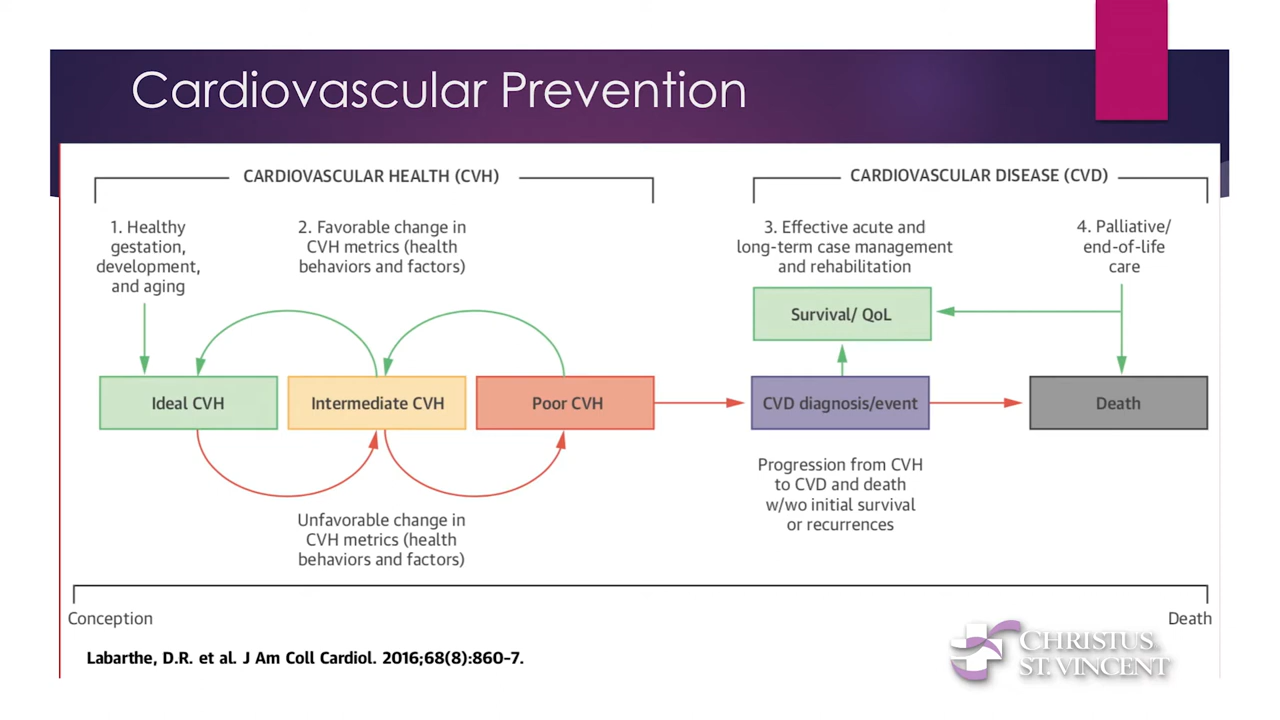 Cardiovascular Prevention
CARDIOVASCULAR HEALTH (CVH)
CARDIOVASCULAR DISEASE (CVD)
1. Healthy
gestation,
development,
and aging
2. Favorable change in
CVH metrics (health
behaviors and factors)
3. Effective acute and
long-term case management
and rehabilitation
4. Palliative/
end-of-life
care
Survival/ QoL
Ideal CVH
Intermediate CVH
Poor CVH
CVD diagnosis/event
Death
Unfavorable change in
CVH metrics (health
behaviors and factors)
Progression from CVH
to CVD and death
w/wo initial survival
or recurrences
Conception
Death
Labarthe, D.R. et al. J Am Coll Cardiol. 2016;68(8):860-7.
CHRISTUS
ST. VINCENT